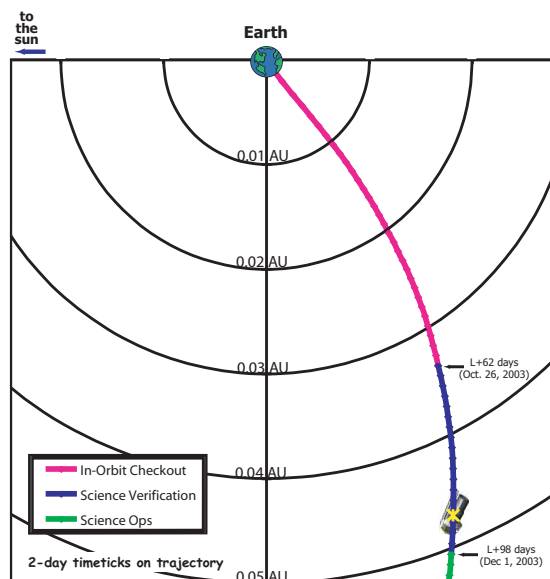 to
the
sun
Earth
0.01 AU
0.02 AU
0.03 AU
L+62 days
(Oct. 26, 2003)
0.04 AU
In-Orbit Checkout
Science Verification
Science Ops
L+98 days
(Dec 1, 2003)
2-day timeticks on trajectory
0.05 AU